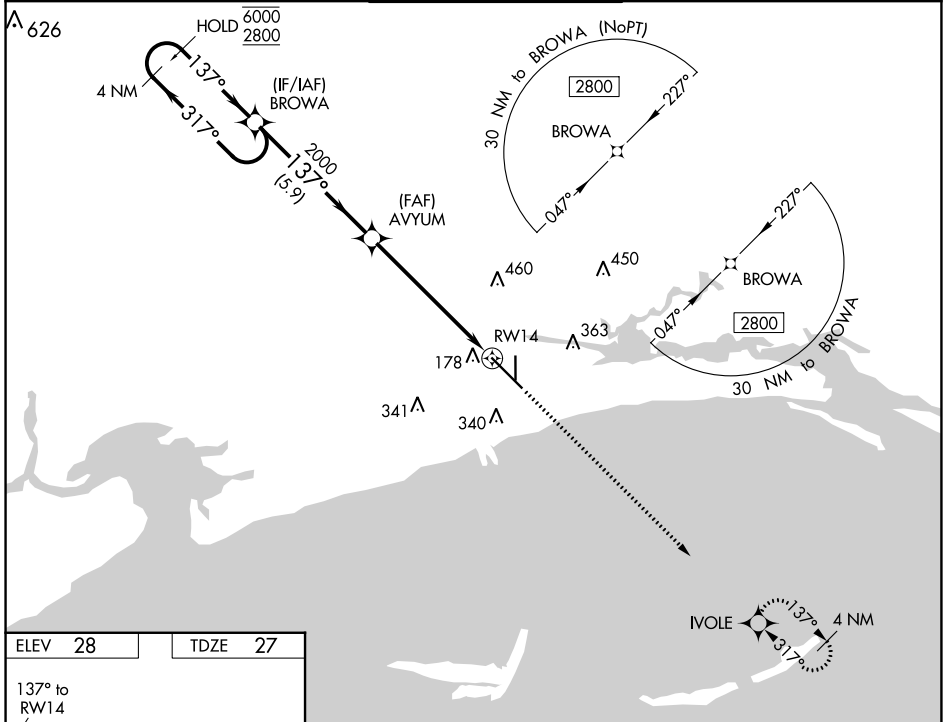 626
HOLD 6000
2800
4 NM
137°
317°
(IF/IAF)
BROWA
2000
137°
(5.9)
(FAF)
AVYUM
30 NM to BROWA (NoPT)
2800
227°
BROWA
047°
227°
BROWA
047°
2800
30 NM to BROWA
460
450
363
RW14
178
341
340
IVOLE
137°
4 NM
317°
ELEV 28
TDZE 27
137° to
RW14